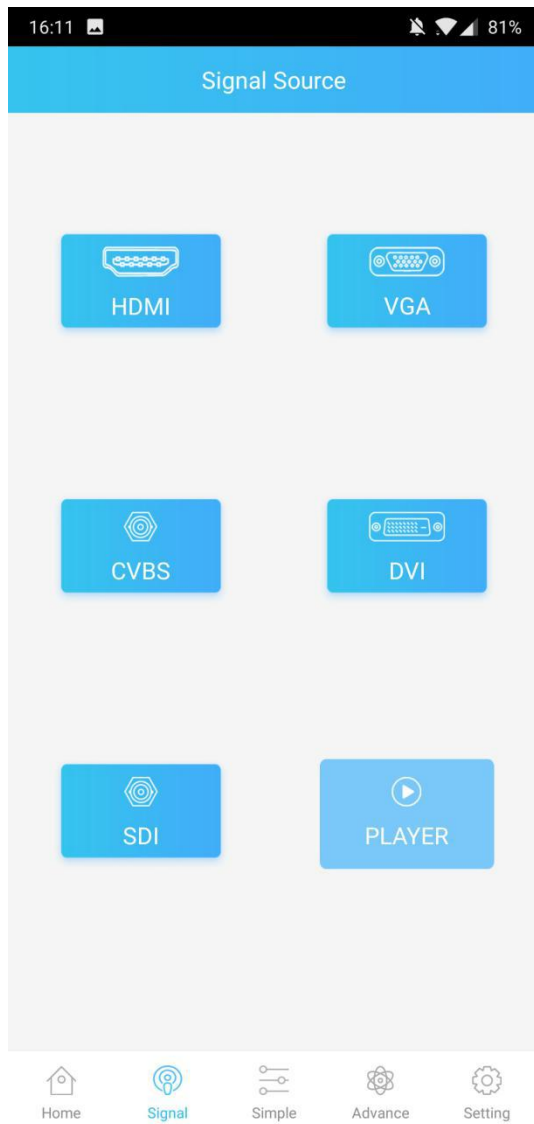 16:11 81%
Signal Source
HDMI VGA
CVBS DVI
SDI PLAYER
Home Signal Simple Advance Setting